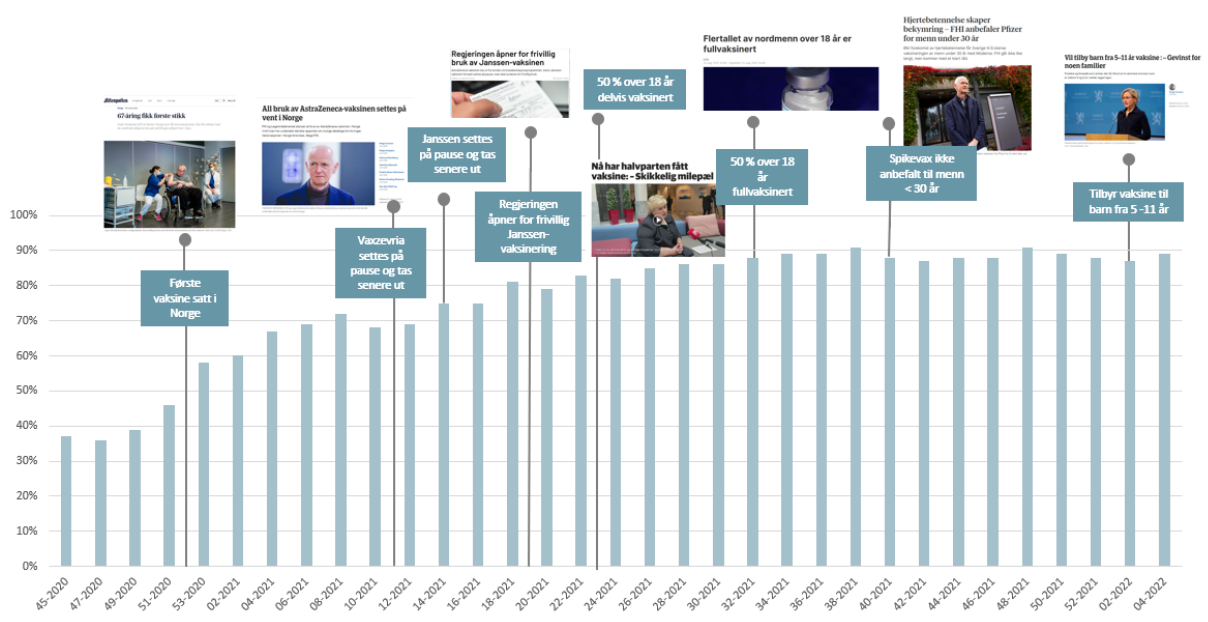 Aftenposten
67-åring fikk første stikk
All bruk av AstraZeneca-vaksinen settes på
vent i Norge
Regjeringen åpner for frivillig
bruk av Janssen-vaksinen
50 % over 18 år
delvis vaksinert
Nå har halvparten fått
vaksine: – Skikkelig milepæl
Flertallet av nordmenn over 18 år er
fullvaksinert
Hjertebetennelse skaper
bekymring – FHI anbefaler Pfizer
for menn under 30 år
Vil tilby barn fra 5–11 år vaksine : – Gevinst for
noen familier
Første
vaksine satt i
Norge
Vaxzevria
settes på
pause og tas
senere ut
Janssen settes
på pause og tas
senere ut
Regjeringen
åpner for frivillig
Janssen-
vaksinering
50 % over 18
år
fullvaksinert
Spikevax ikke
anbefalt til menn
< 30 år
Tilbyr vaksine til
barn fra 5 –11 år
100%
90%
80%
70%
60%
50%
40%
30%
20%
10%
0%
45-2020
47-2020
49-2020
51-2020
53-2020
02-2021
04-2021
06-2021
08-2021
10-2021
12-2021
14-2021
16-2021
18-2021
20-2021
22-2021
24-2021
26-2021
28-2021
30-2021
32-2021
34-2021
36-2021
38-2021
40-2021
42-2021
44-2021
46-2021
48-2021
50-2021
52-2021
02-2022
04-2022